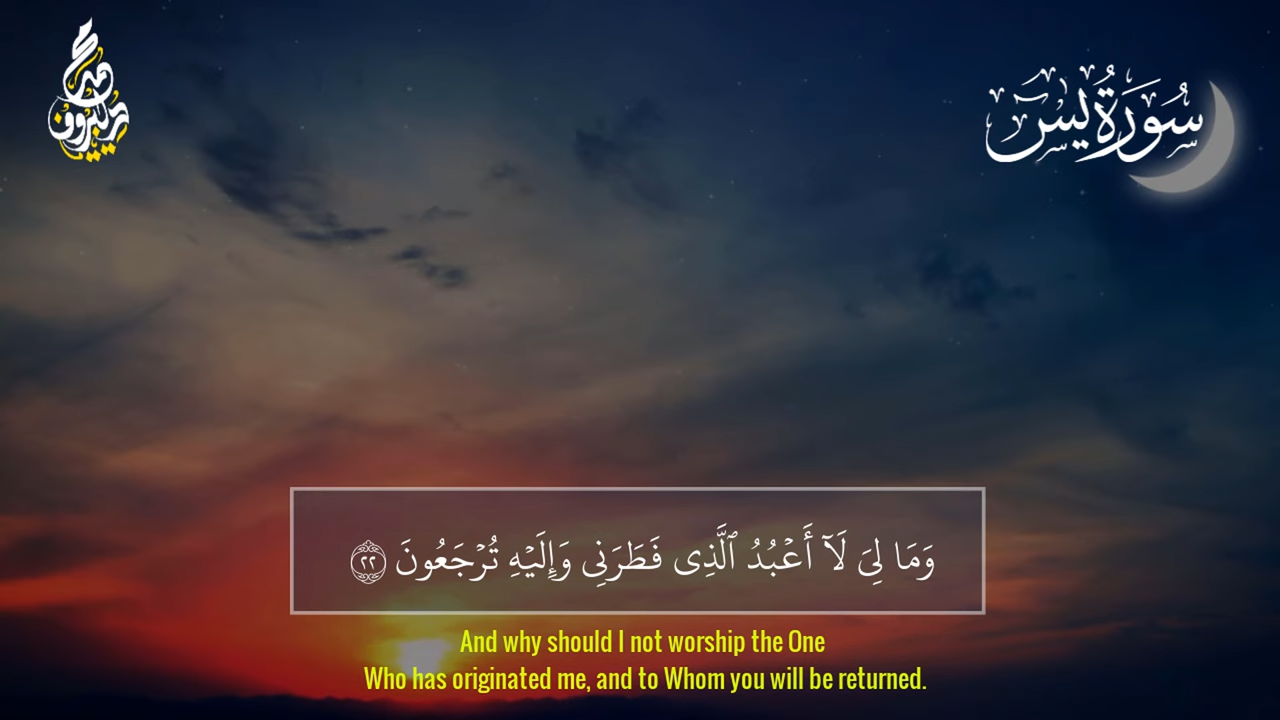 سُورَةُ يسٓ
وَمَا لِىَ لَآ أَعْبُدُ ٱلَّذِى فَطَرَنِى وَإِلَيْهِ تُرْجَعُونَ ٢٢
And why should I not worship the One
Who has originated me, and to Whom you will be returned.